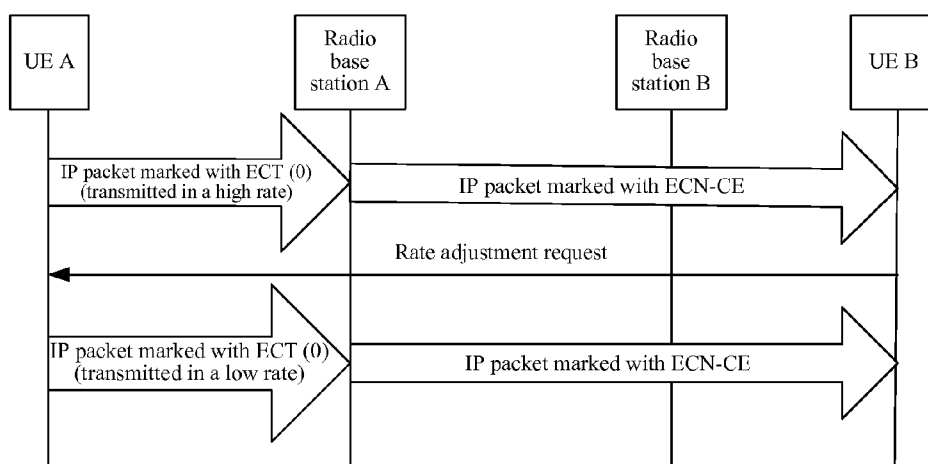 UE A
Radio
base
station A
Radio
base
station B
UE B
IP packet marked with ECT (0)
(transmitted in a high rate)
IP packet marked with ECN-CE
Rate adjustment request
IP packet marked with ECT (0)
(transmitted in a low rate)
IP packet marked with ECN-CE